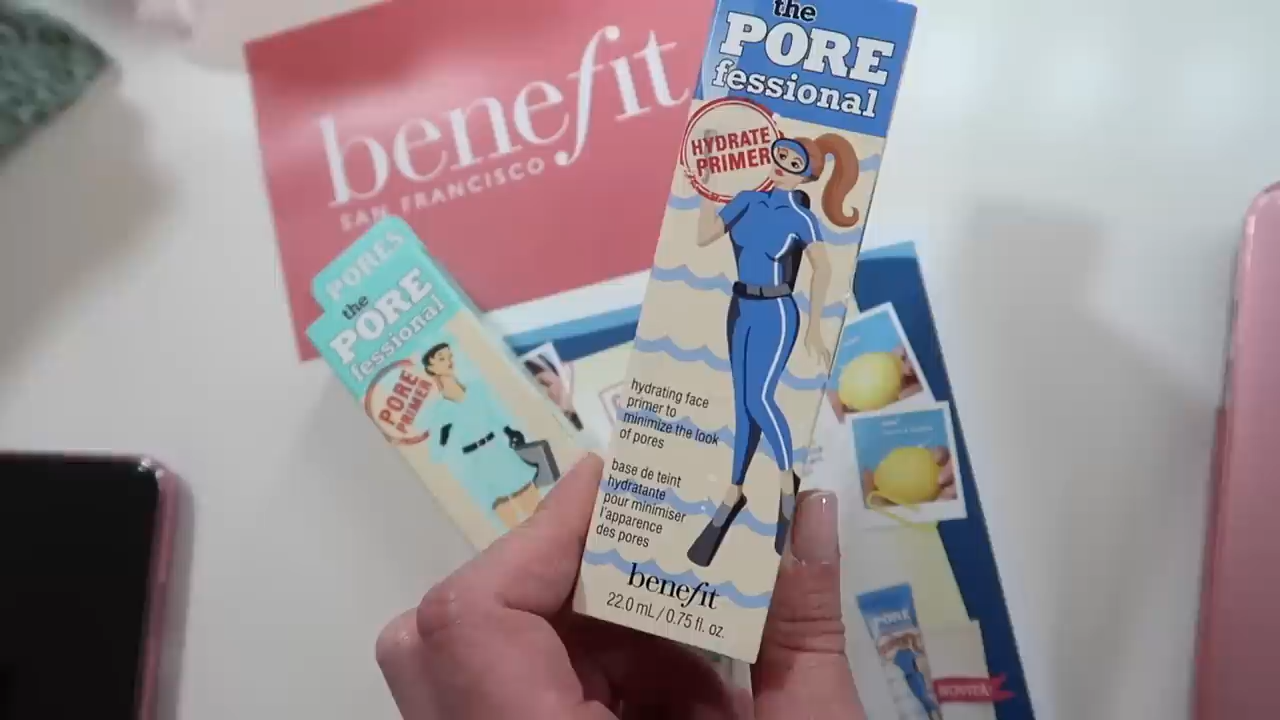 benefit
SAN FRANCISCO
PORES
the
PORE
fessional
PORE
PRIMER
the
PORE
fessional
HYDRATE
PRIMER
hydrating face
primer to
minimize the look
of pores
base de teint
hydratante
pour minimiser
l'apparence
des pores
benefit
22.0 mL / 0.75 fl. oz.
PORE
NOVITÀ!